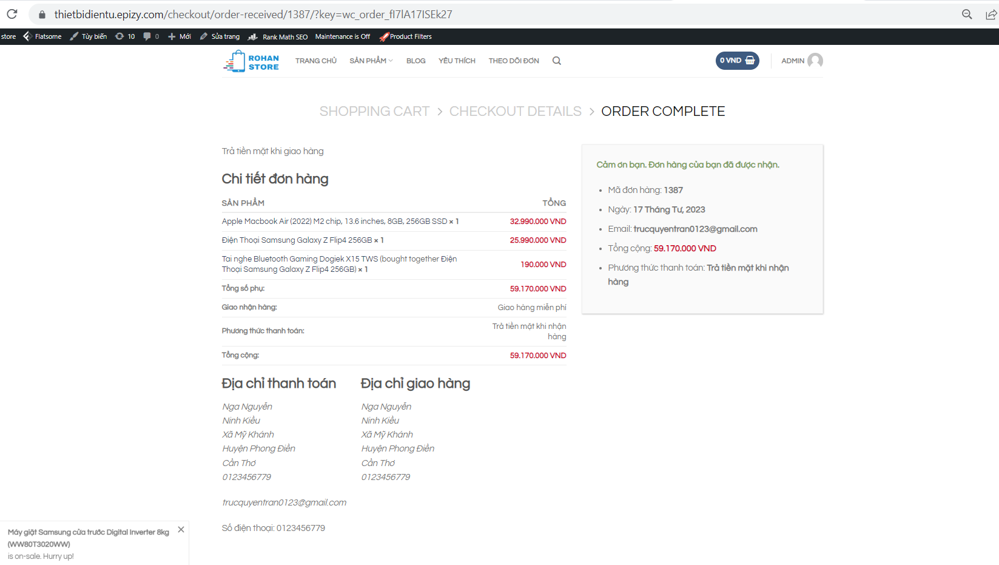 thietbidientu.epizy.com/checkout/order-received/1387/?key=wc_order_fI7lA17ISEk27
store Flatsome Tùy biến 10 0 Mới Sửa trang Rank Math SEO Maintenance is Off Product Filters
ROHAN
STORE
TRANG CHỦ SẢN PHẨM BLOG YÊU THÍCH THEO DÕI ĐƠN 0 VND ADMIN
SHOPPING CART > CHECKOUT DETAILS > ORDER COMPLETE
Trả tiền mặt khi giao hàng
Chi tiết đơn hàng
SẢN PHẨM TỔNG
Apple Macbook Air (2022) M2 chip, 13.6 inches, 8GB, 256GB SSD × 1 32.990.000 VND
Điện Thoại Samsung Galaxy Z Flip4 256GB × 1 25.990.000 VND
Tai nghe Bluetooth Gaming Dogiek X15 TWS (bought together Điện
Thoại Samsung Galaxy Z Flip4 256GB) × 1 190.000 VND
Tổng số phụ: 59.170.000 VND
Giao nhận hàng: Giao hàng miễn phí
Phương thức thanh toán: Trả tiền mặt khi nhận
hàng
Tổng cộng: 59.170.000 VND
Cảm ơn bạn. Đơn hàng của bạn đã được nhận.
• Mã đơn hàng: 1387
• Ngày: 17 Tháng Tư, 2023
• Email: trucquyentran0123@gmail.com
• Tổng cộng: 59.170.000 VND
• Phương thức thanh toán: Trả tiền mặt khi nhận
hàng
Địa chỉ thanh toán
Nga Nguyễn
Ninh Kiều
Xã Mỹ Khánh
Huyện Phong Điền
Cần Thơ
0123456779
trucquyentran0123@gmail.com
Địa chỉ giao hàng
Nga Nguyễn
Ninh Kiều
Xã Mỹ Khánh
Huyện Phong Điền
Cần Thơ
0123456779
Số điện thoại: 0123456779
Máy giặt Samsung cửa trước Digital Inverter 8kg
(WW80T3020WW)
is on-sale. Hurry up!